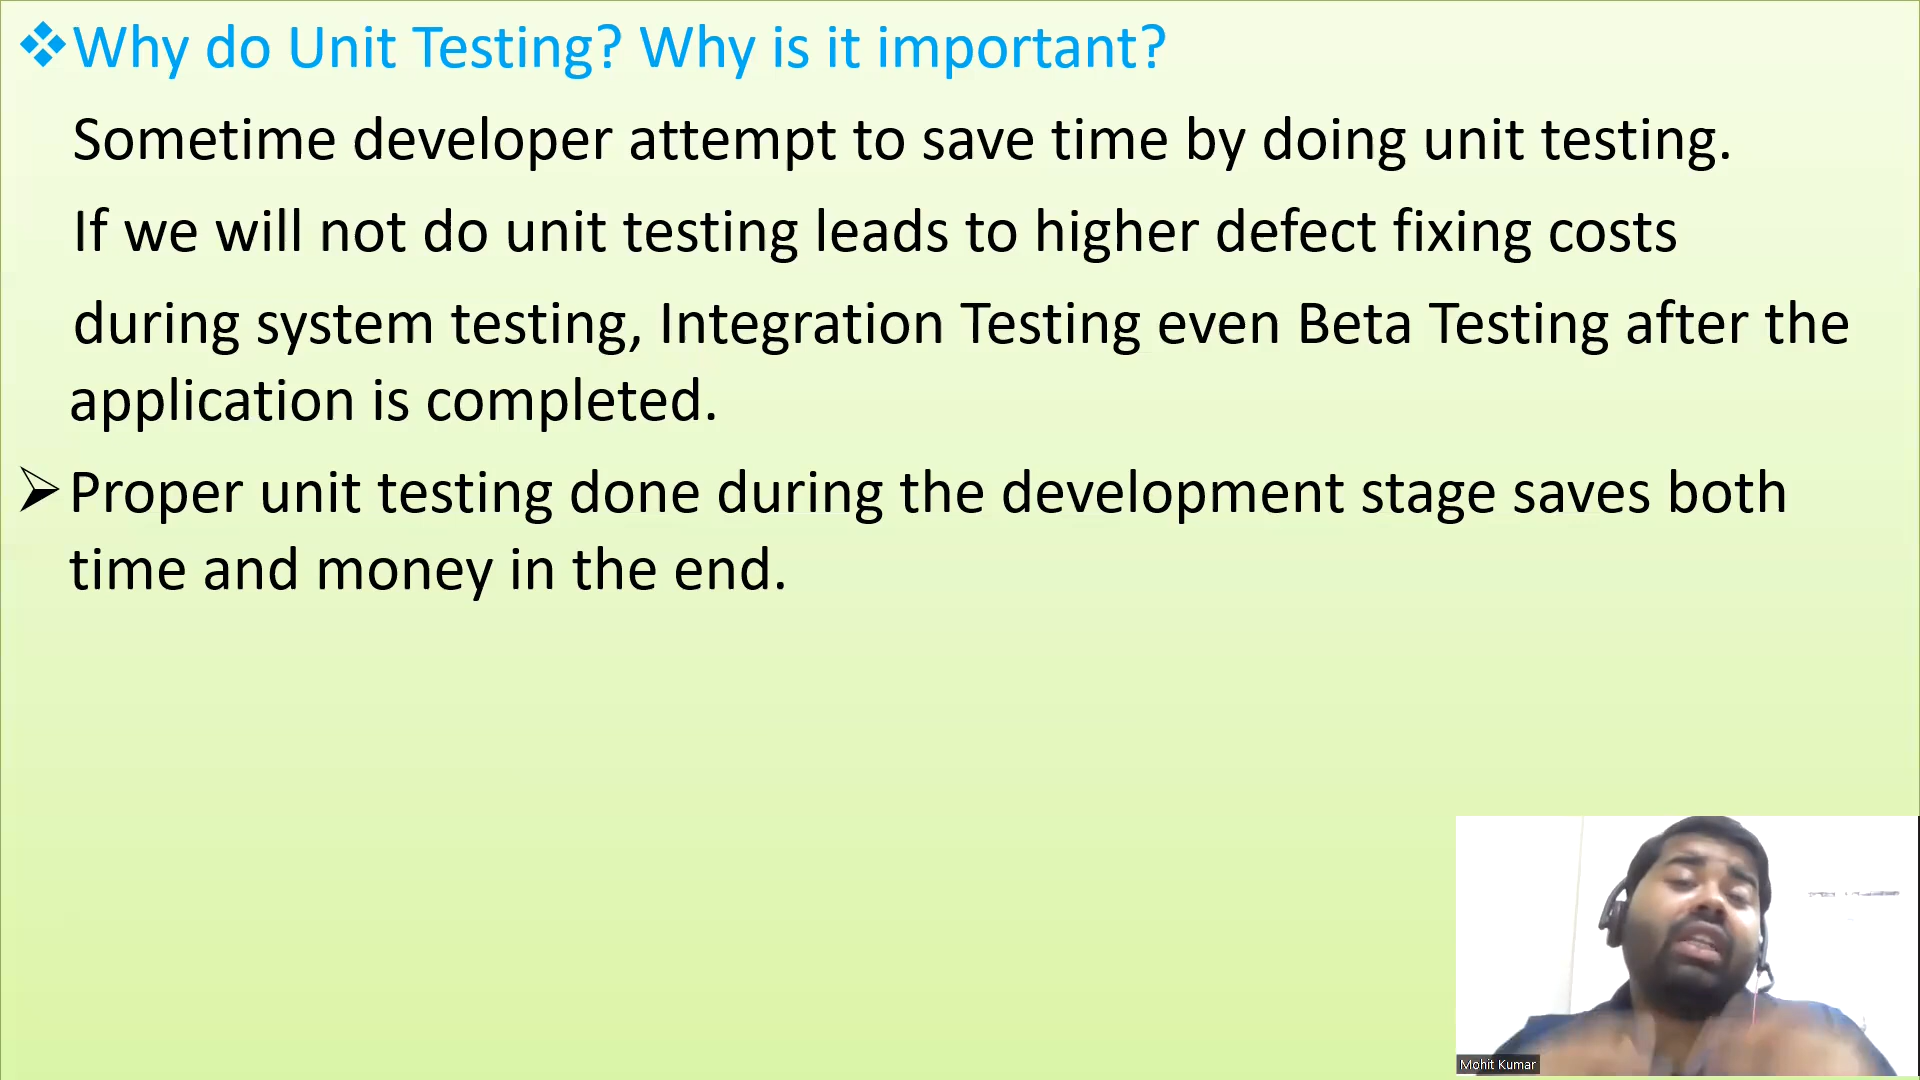 Why do Unit Testing? Why is it important?
Sometime developer attempt to save time by doing unit testing.
If we will not do unit testing leads to higher defect fixing costs
during system testing, Integration Testing even Beta Testing after the
application is completed.
Proper unit testing done during the development stage saves both
time and money in the end.
Mohit Kumar